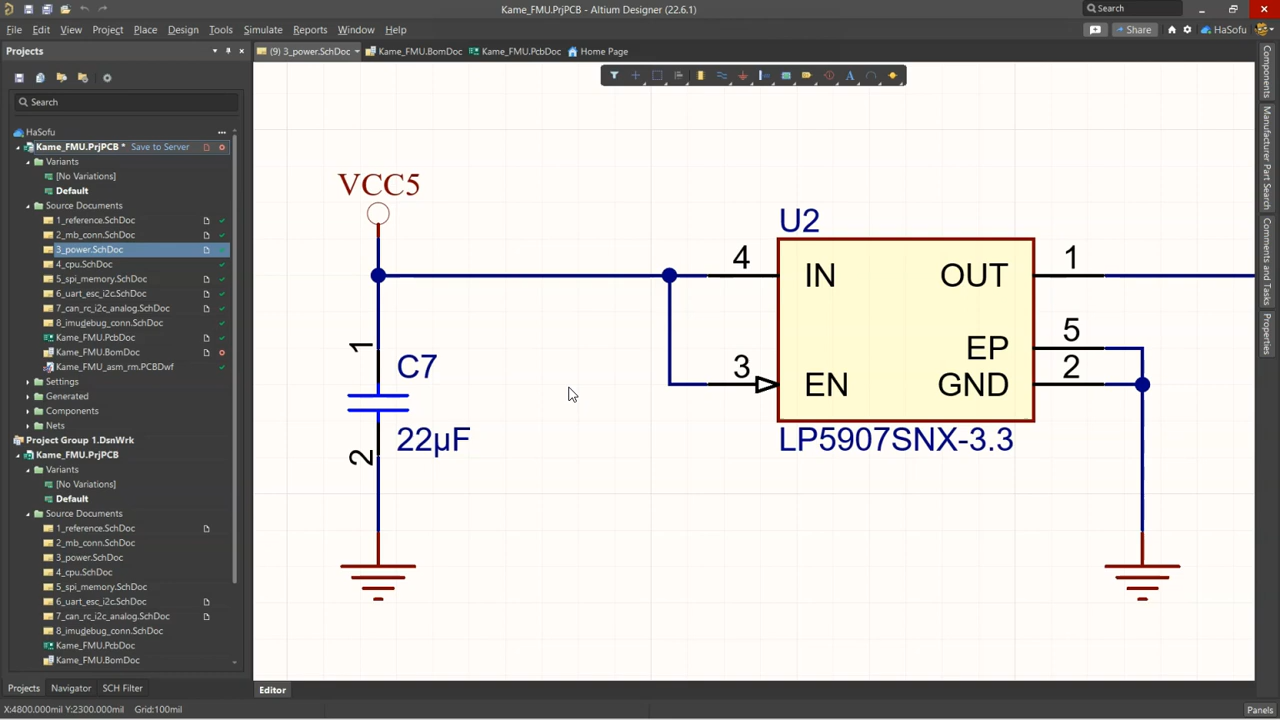 Kame_FMU.PrjPCB - Altium Designer (22.6.1)
Search
File Edit View Project Place Design Tools Simulate Reports Window Help
Share
HaSofu
Projects
(9) 3_power.SchDoc
Kame_FMU.BomDoc
Kame_FMU.PcbDoc
Home Page
Search
HaSofu
Kame_FMU.PrjPCB * Save to Server
Variants
[No Variations]
Default
Source Documents
1_reference.SchDoc
2_mb_conn.SchDoc
3_power.SchDoc
4_cpu.SchDoc
5_spi_memory.SchDoc
6_uart_esc_i2c.SchDoc
7_can_rc_i2c_analog.SchDoc
8_imudebug_conn.SchDoc
Kame_FMU.PcbDoc
Kame_FMU.BomDoc
Kame_FMU_asm_rm.PCBDwf
Settings
Generated
Components
Nets
Project Group 1.DsnWrk
Kame_FMU.PrjPCB
Variants
[No Variations]
Default
Source Documents
1_reference.SchDoc
2_mb_conn.SchDoc
3_power.SchDoc
4_cpu.SchDoc
5_spi_memory.SchDoc
6_uart_esc_i2c.SchDoc
7_can_rc_i2c_analog.SchDoc
8_imudebug_conn.SchDoc
Kame_FMU.PcbDoc
Kame_FMU.BomDoc
Projects Navigator SCH Filter
VCC5
1
C7
22µF
2
U2
4 IN
3 EN
OUT 1
EP 5
GND 2
LP5907SNX-3.3
Components
Manufacturer Part Search
Comments and Tasks
Properties
Editor
X:4800.000mil Y:2300.000mil Grid:100mil
Panels